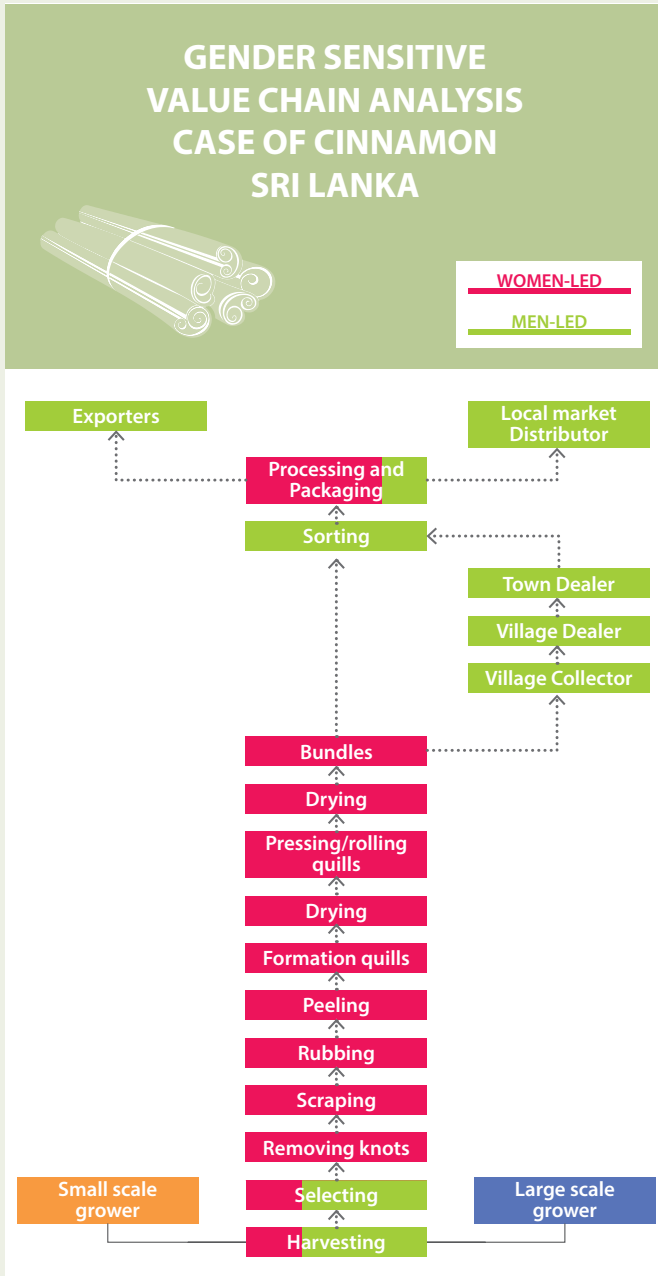 GENDER SENSITIVE
VALUE CHAIN ANALYSIS
CASE OF CINNAMON
SRI LANKA
WOMEN-LED
MEN-LED
Exporters
Local market
Distributor
Processing and
Packaging
Sorting
Town Dealer
Village Dealer
Village Collector
Bundles
Drying
Pressing/rolling
quills
Drying
Formation quills
Peeling
Rubbing
Scraping
Removing knots
Small scale
grower
Selecting
Large scale
grower
Harvesting